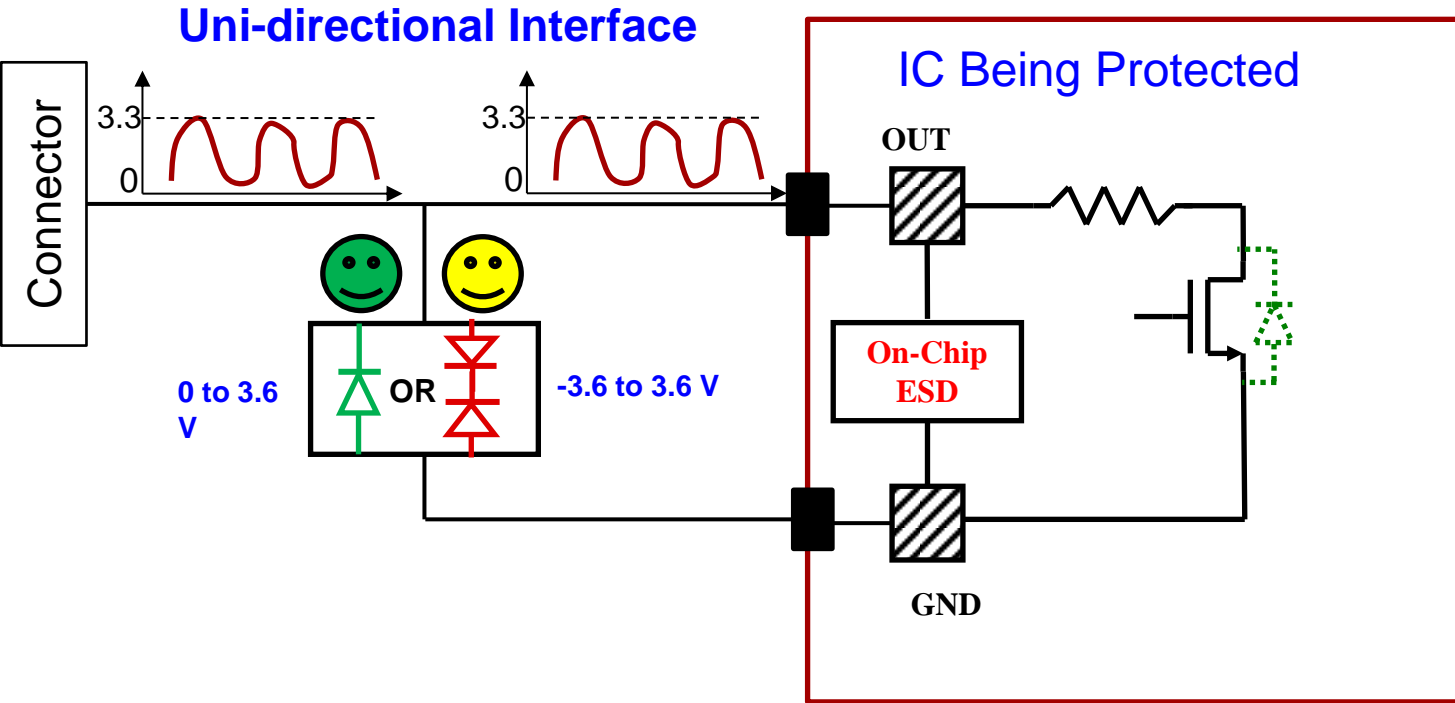 Uni-directional Interface
IC Being Protected
Connector
3.3
0
3.3
0
OUT
0 to 3.6
V
OR
-3.6 to 3.6 V
On-Chip
ESD
GND